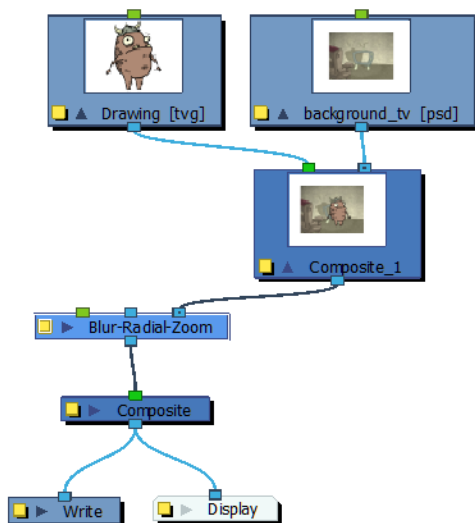 Drawing [tvg]
background_tv [psd]
Composite_1
Blur-Radial-Zoom
Composite
Write
Display